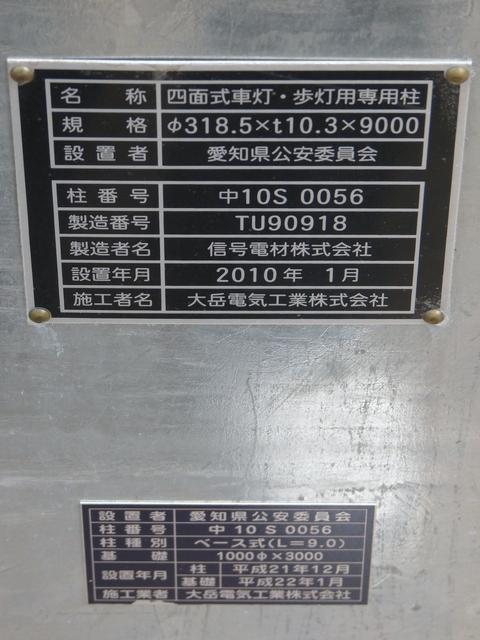 名 称 四面式車灯・歩灯用専用柱
規 格 φ318.5×t10.3×9000
設置者 愛知県公安委員会
柱番号 中10S 0056
製造番号 TU90918
製造者名 信号電材株式会社
設置年月 2010年 1月
施工者名 大岳電気工業株式会社
設置者 愛知県公安委員会
柱番号 中 10 S 0056
柱種別 ベース式(L=9.0)
基礎 1000φ×3000
設置年月 柱 平成21年12月
基礎 平成22年1月
施工業者 大岳電気工業株式会社